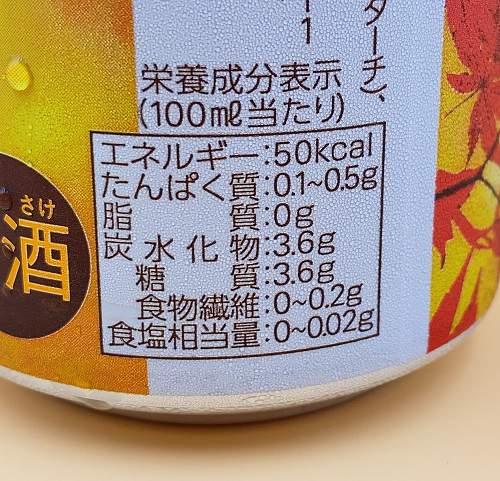 ターチ)、
1
栄養成分表示
(100ml当たり)
エネルギー:50kcal
たんぱく質:0.1~0.5g
脂質:0g
炭水化物:3.6g
糖質:3.6g
食物繊維:0~0.2g
食塩相当量:0~0.02g
さけ
酒